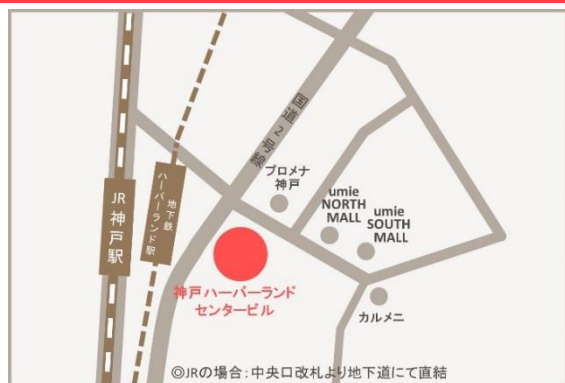 国道2号線
プロメナ
神戸
umie
NORTH
MALL
umie
SOUTH
MALL
地下鉄
ハーバーランド駅
JR
神戸駅
神戸ハーバーランド
センタービル
カルメニ
◎JRの場合:中央口改札より地下道にて直結